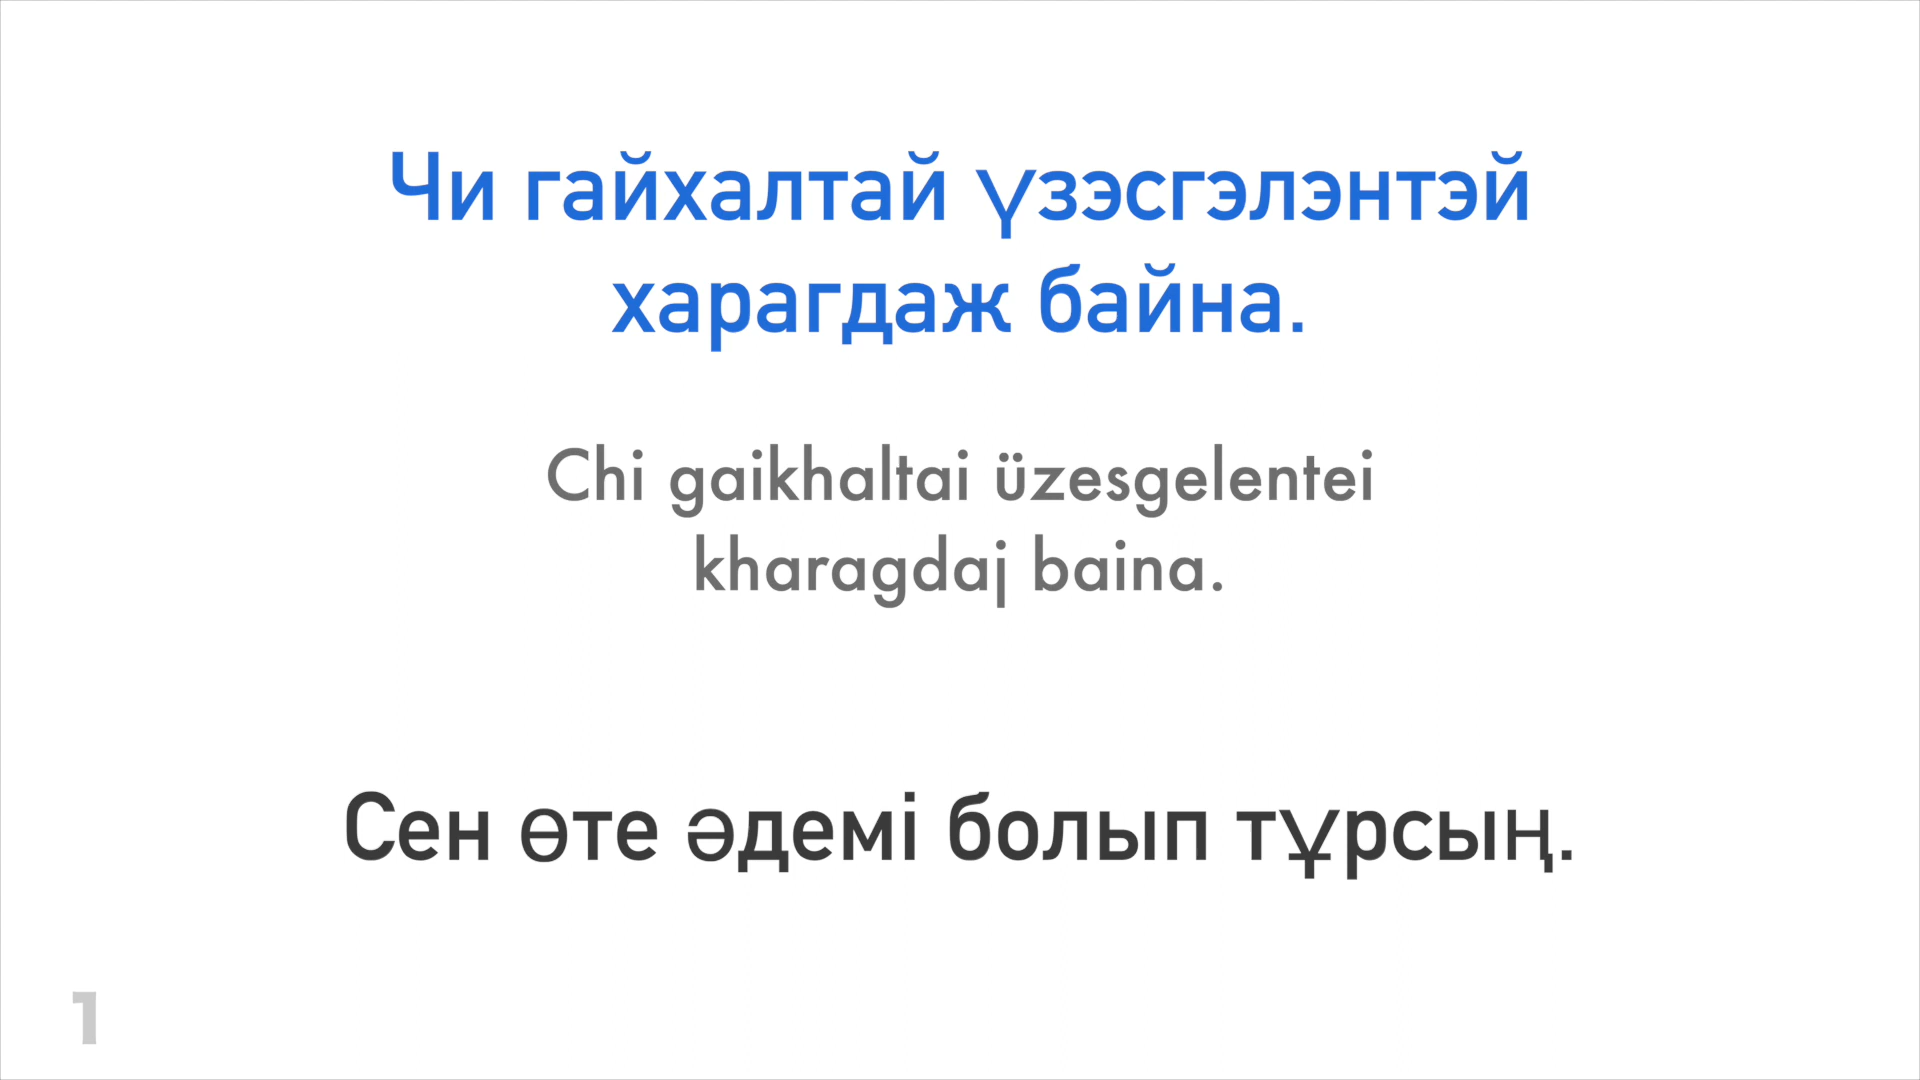 Чи гайхалтай үзэсгэлэнтэй
харагдаж байна.
Chi gaikhaltai üzesgelentei
kharagdaj baina.
Сен өте әдемі болып тұрсың.
1